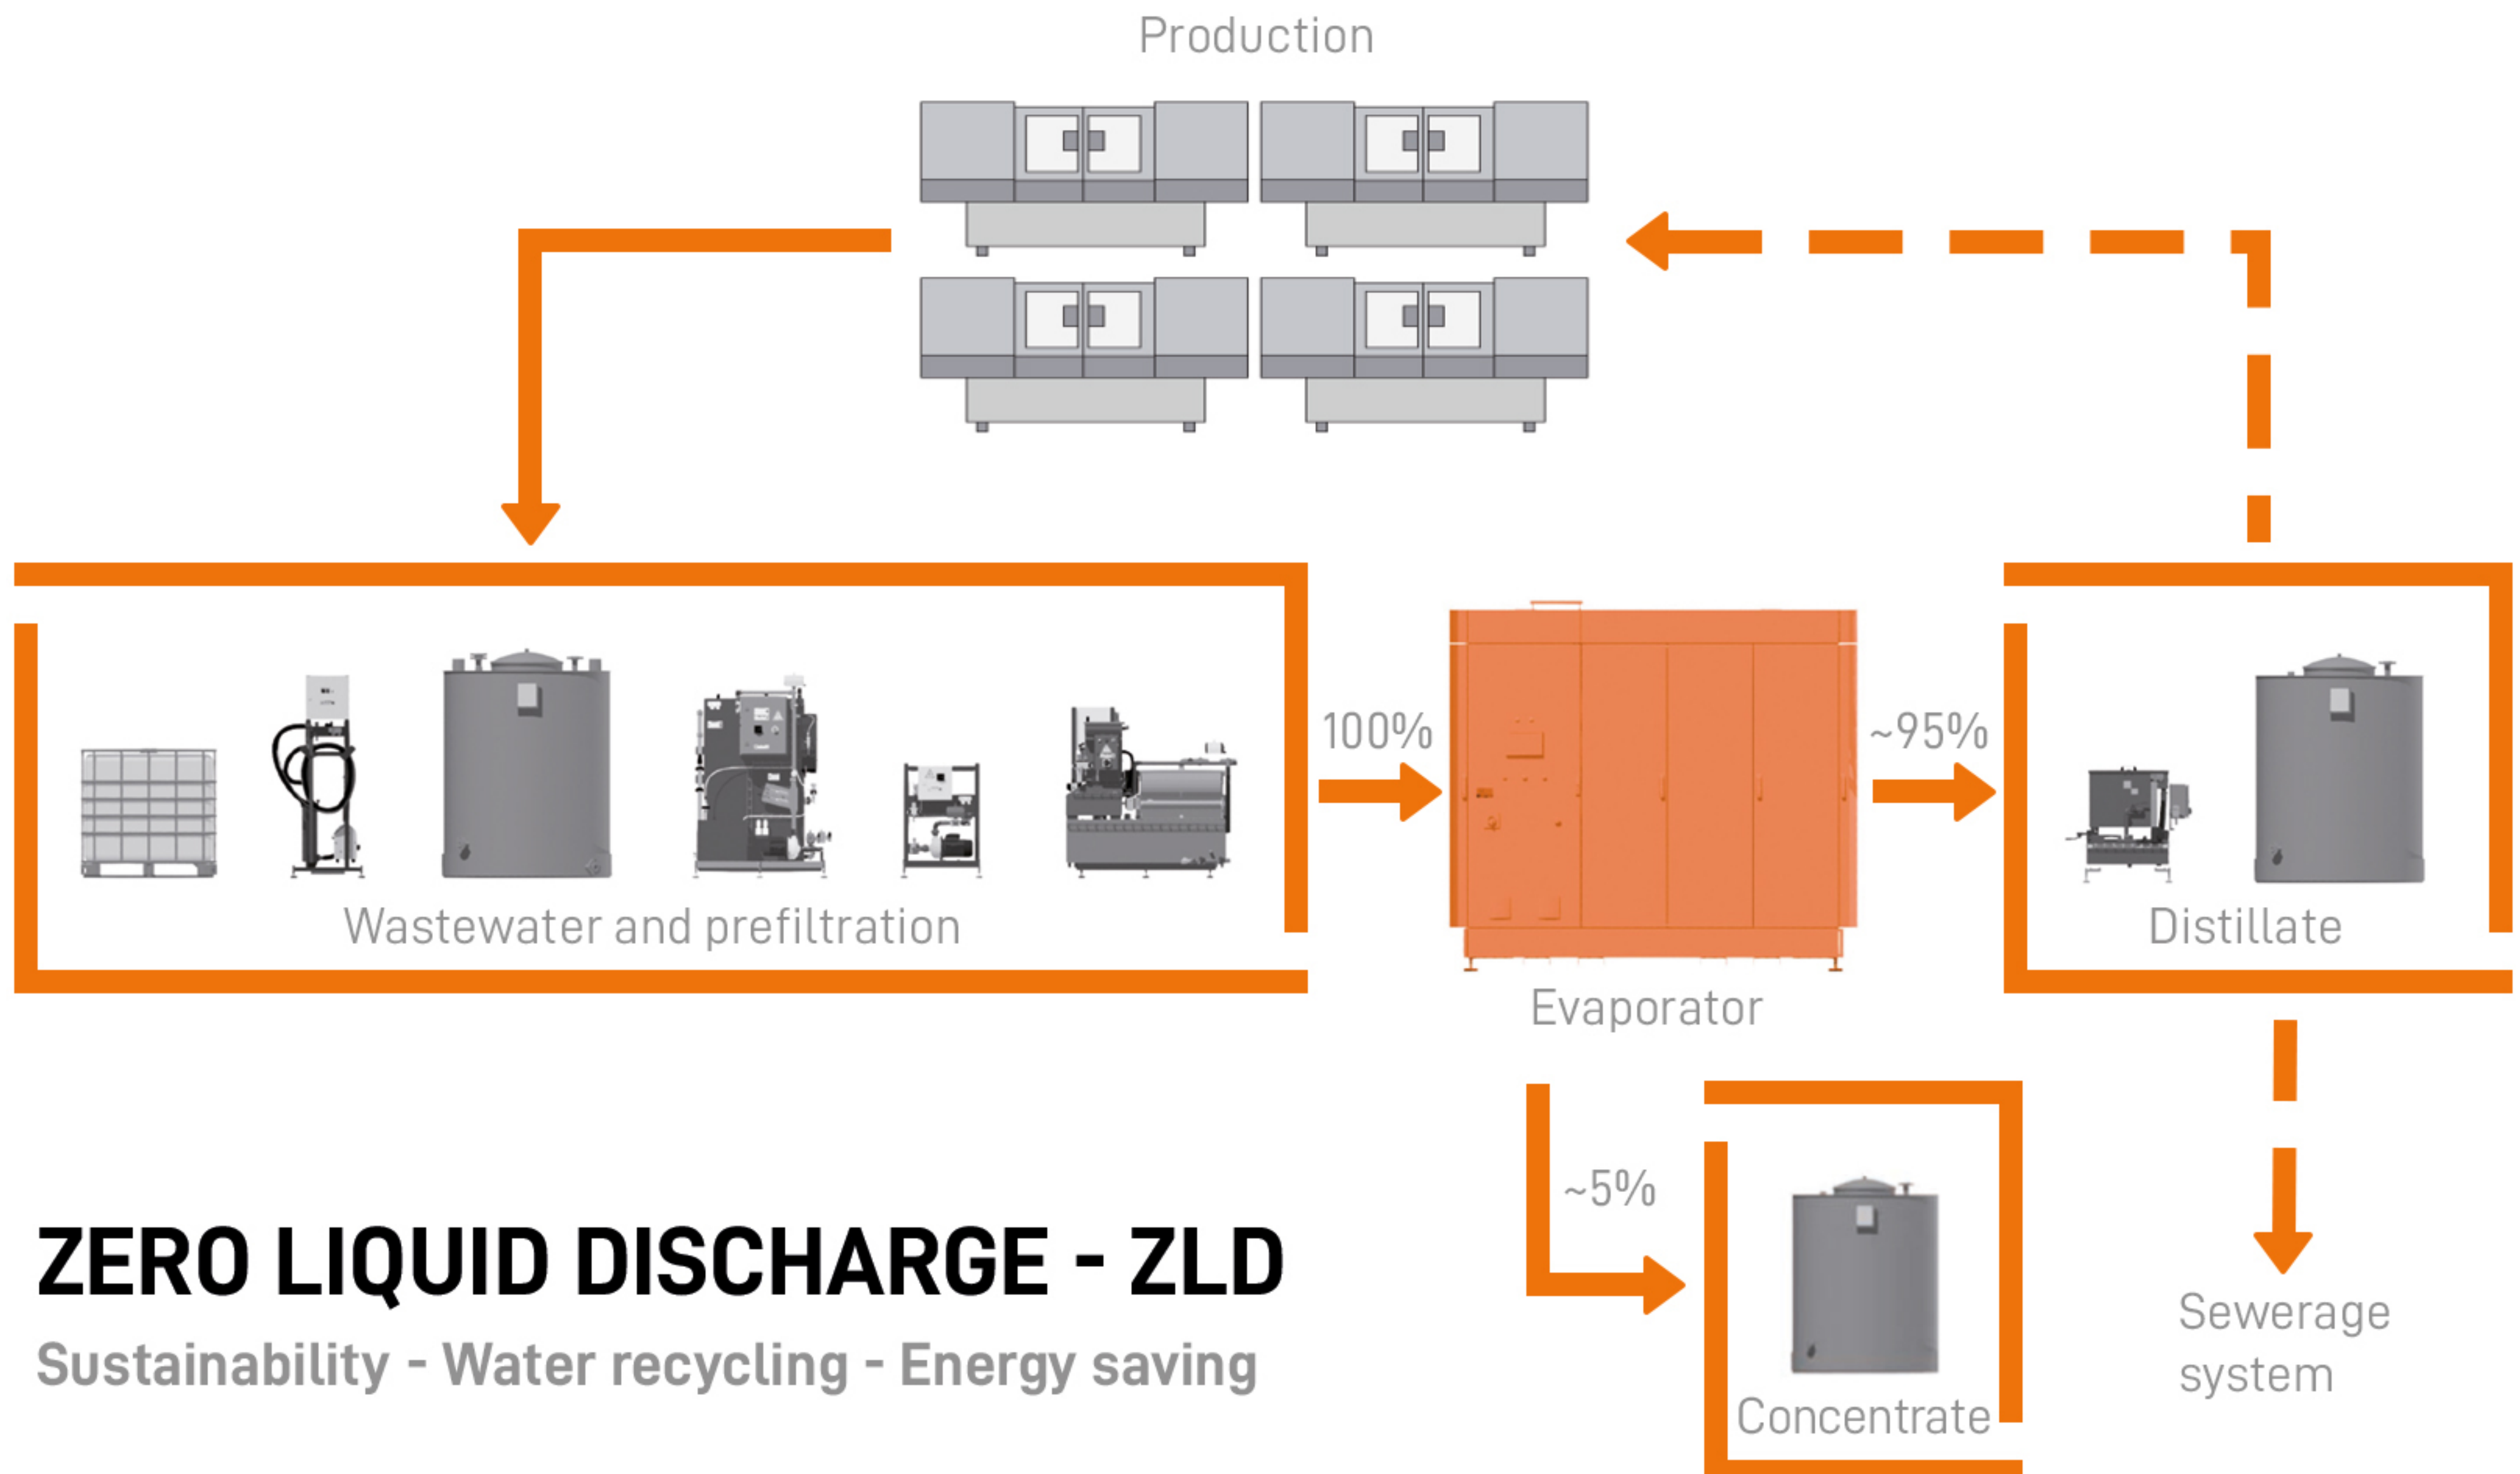 Production
100%
~95%
Wastewater and prefiltration
Distillate
Evaporator
~5%
ZERO LIQUID DISCHARGE - ZLD
Sustainability - Water recycling - Energy saving
Concentrate
Sewerage
system